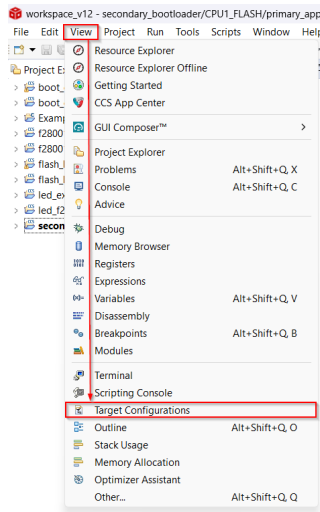 workspace_v12 - secondary_bootloader/CPU1_FLASH/primary_app
File Edit View Project Run Tools Scripts Window Help
Project Ex
boot_
boot_
Examp
f2800
f2800
flash_
flash_
led_ex
led_f2
secon
Resource Explorer
Resource Explorer Offline
Getting Started
CCS App Center
GUI Composer™
Project Explorer
Problems Alt+Shift+Q, X
Console Alt+Shift+Q, C
Advice
Debug
Memory Browser
Registers
Expressions
Variables Alt+Shift+Q, V
Disassembly
Breakpoints Alt+Shift+Q, B
Modules
Terminal
Scripting Console
Target Configurations
Outline Alt+Shift+Q, O
Stack Usage
Memory Allocation
Optimizer Assistant
Other... Alt+Shift+Q, Q